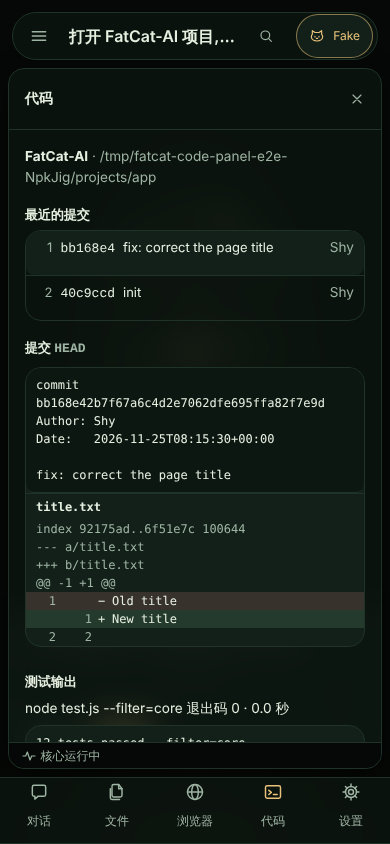 打开 FatCat-AI 项目,...
Fake
代码
FatCat-AI · /tmp/fatcat-code-panel-e2e-
NpkJig/projects/app
最近的提交
1 bb168e4 fix: correct the page title Shy
2 40c9ccd init Shy
提交 HEAD
commit
bb168e42b7f67a6c4d2e7062dfe695ffa82f7e9d
Author: Shy
Date:   2026-11-25T08:15:30+00:00
fix: correct the page title
title.txt
index 92175ad..6f51e7c 100644
--- a/title.txt
+++ b/title.txt
@@ -1 +1 @@
1 − Old title
1 + New title
2 2
测试输出
node test.js --filter=core 退出码 0 · 0.0 秒
核心运行中
对话 文件 浏览器 代码 设置